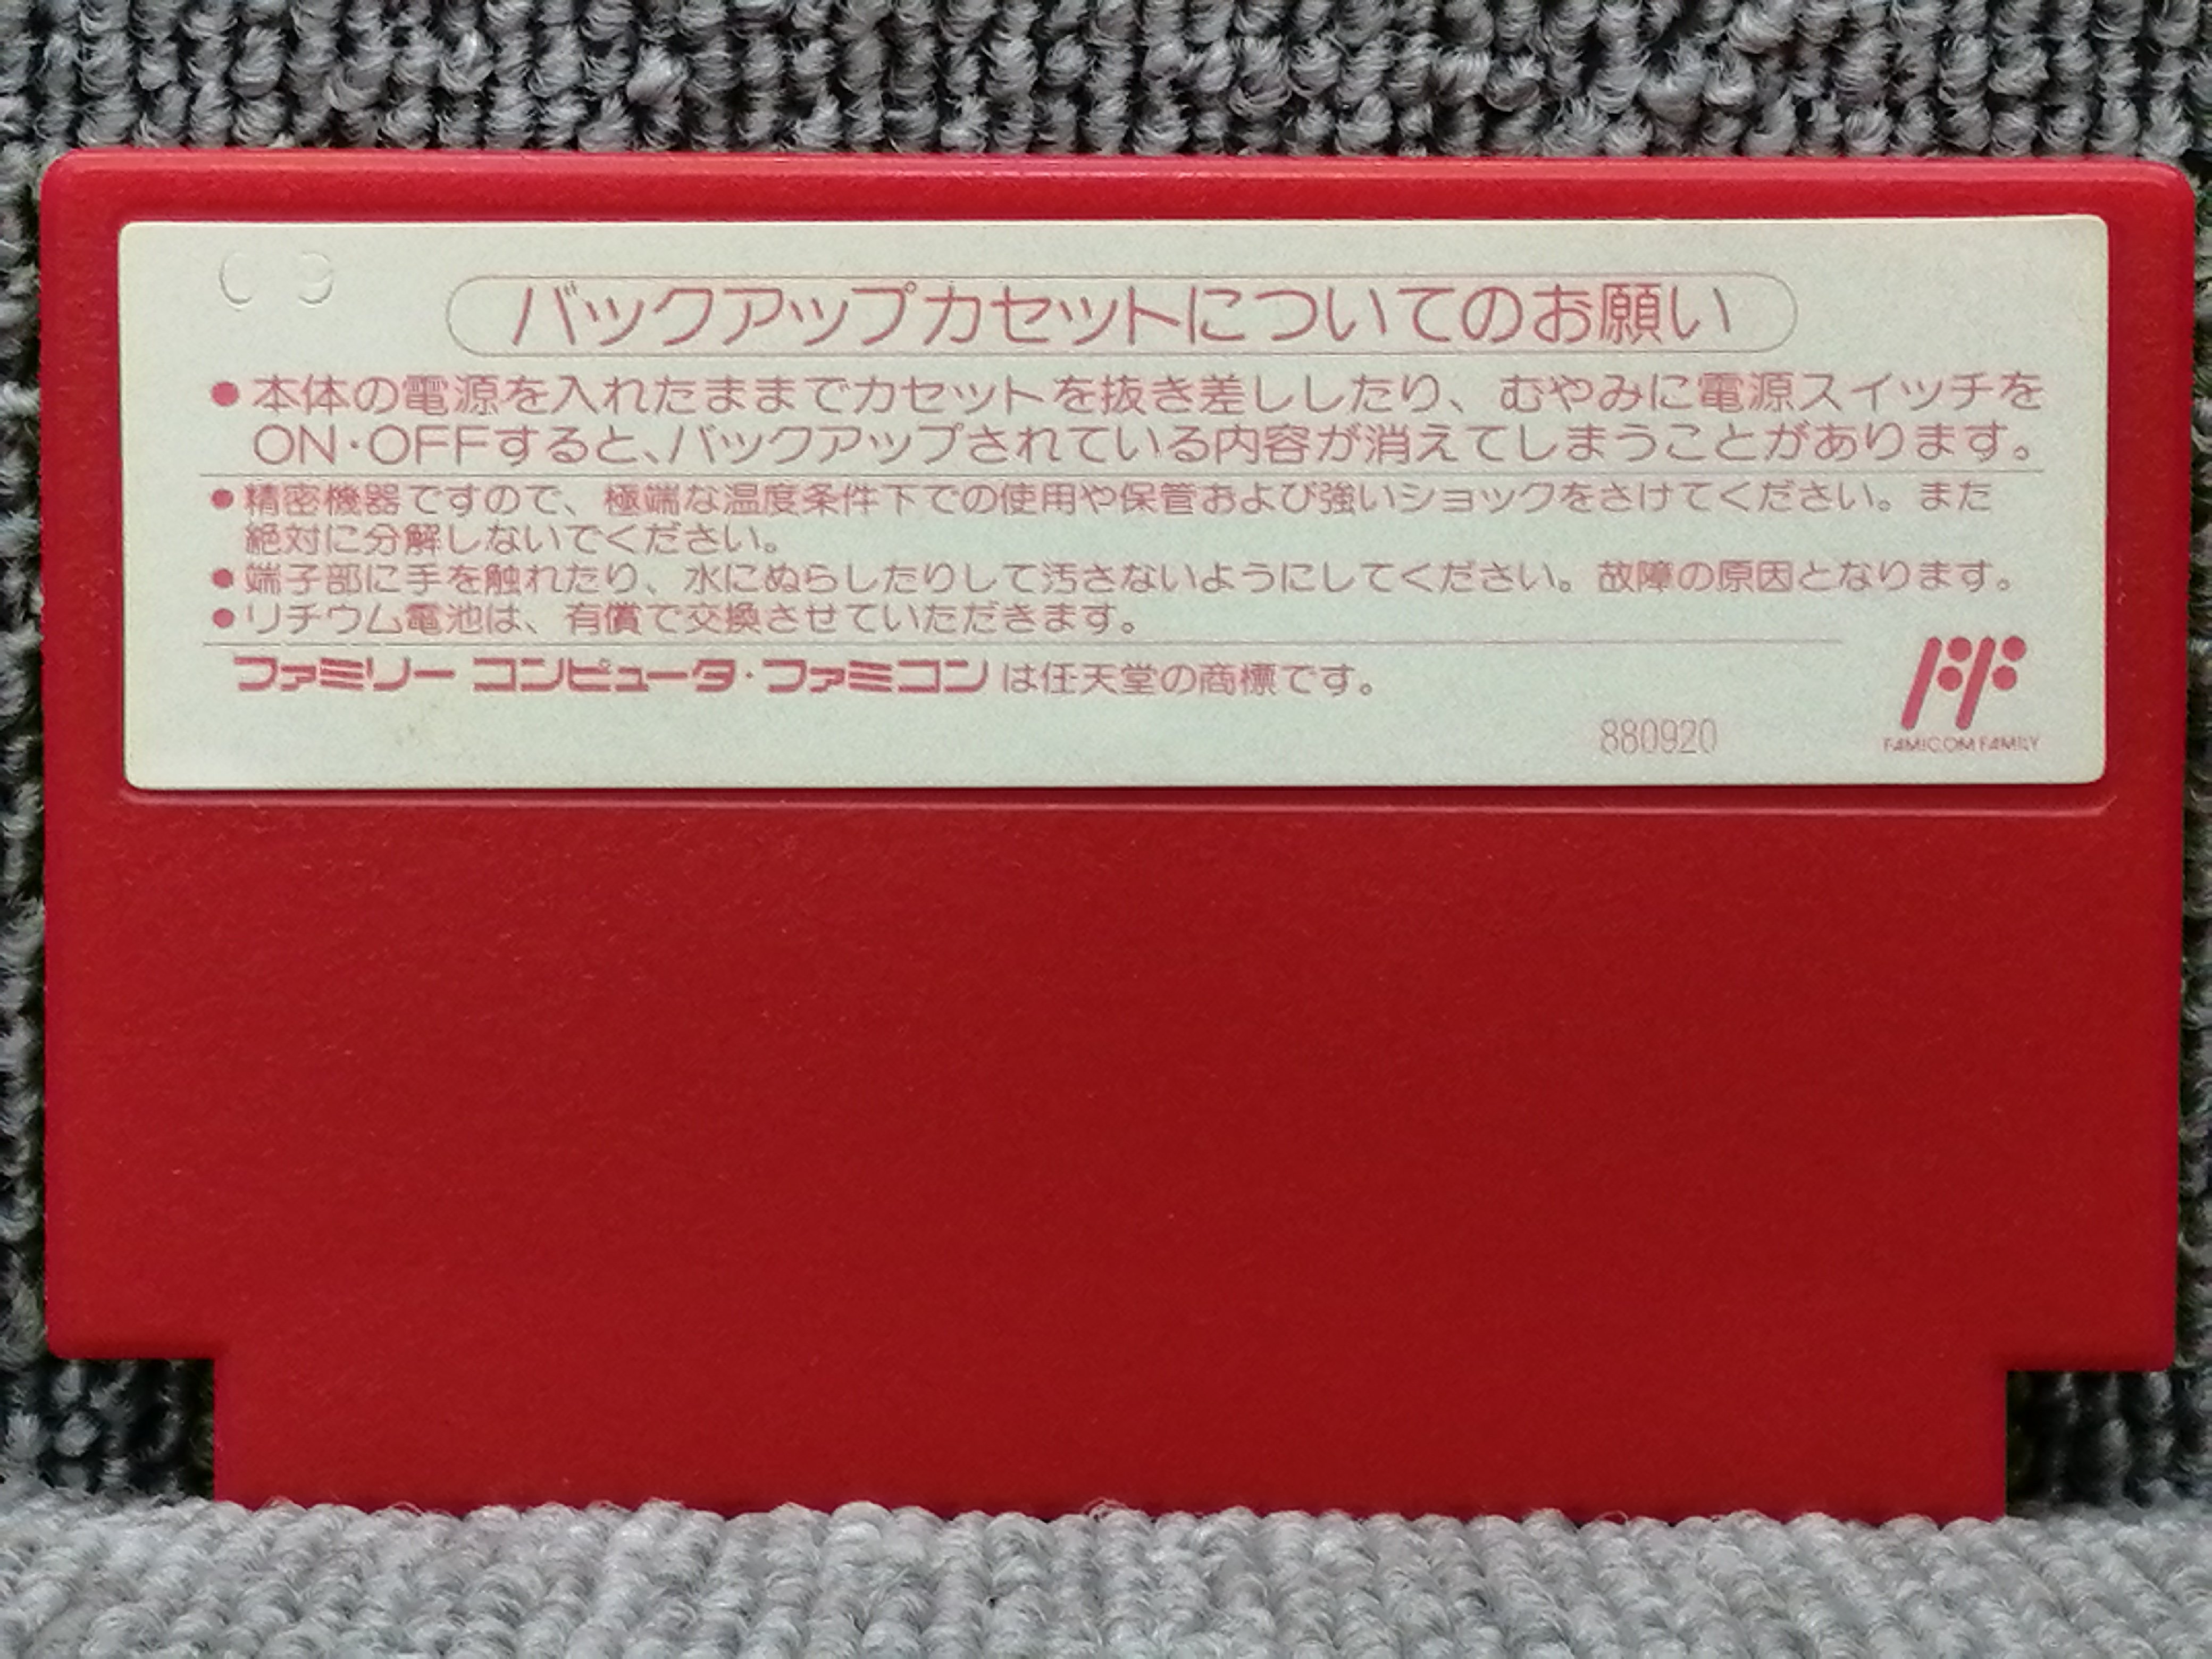 09
バックアップカセットについてのお願い
●本体の電源を入れたままでカセットを抜き差ししたり、むやみに電源スイッチを
ON・OFFすると、バックアップされている内容が消えてしまうことがあります。
●精密機器ですので、極端な温度条件下での使用や保管および強いショックをさけてください。また
絶対に分解しないでください。
●端子部に手を触れたり、水にぬらしたりして汚さないようにしてください。故障の原因となります。
●リチウム電池は、有償で交換させていただきます。
ファミリー コンピュータ・ファミコン は任天堂の商標です。
880920
FAMICOM FAMILY